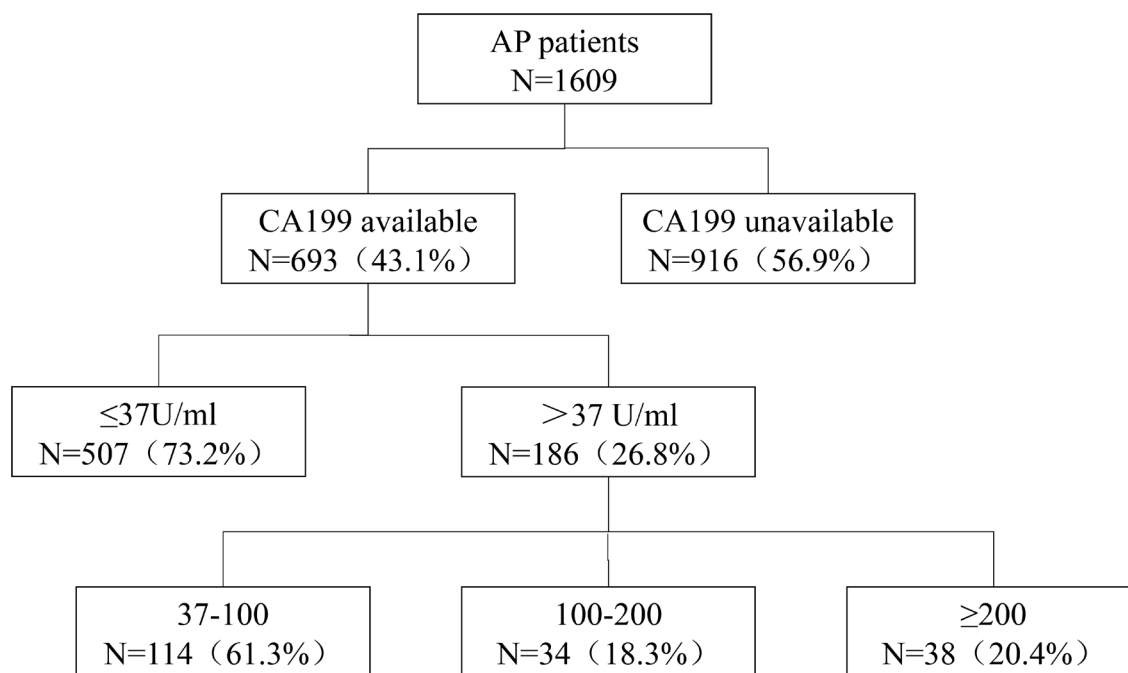 AP patients
N=1609
CA199 available
N=693（43.1%）
CA199 unavailable
N=916（56.9%）
≤37U/ml
N=507（73.2%）
＞37 U/ml
N=186（26.8%）
37-100
N=114（61.3%）
100-200
N=34（18.3%）
≥200
N=38（20.4%）